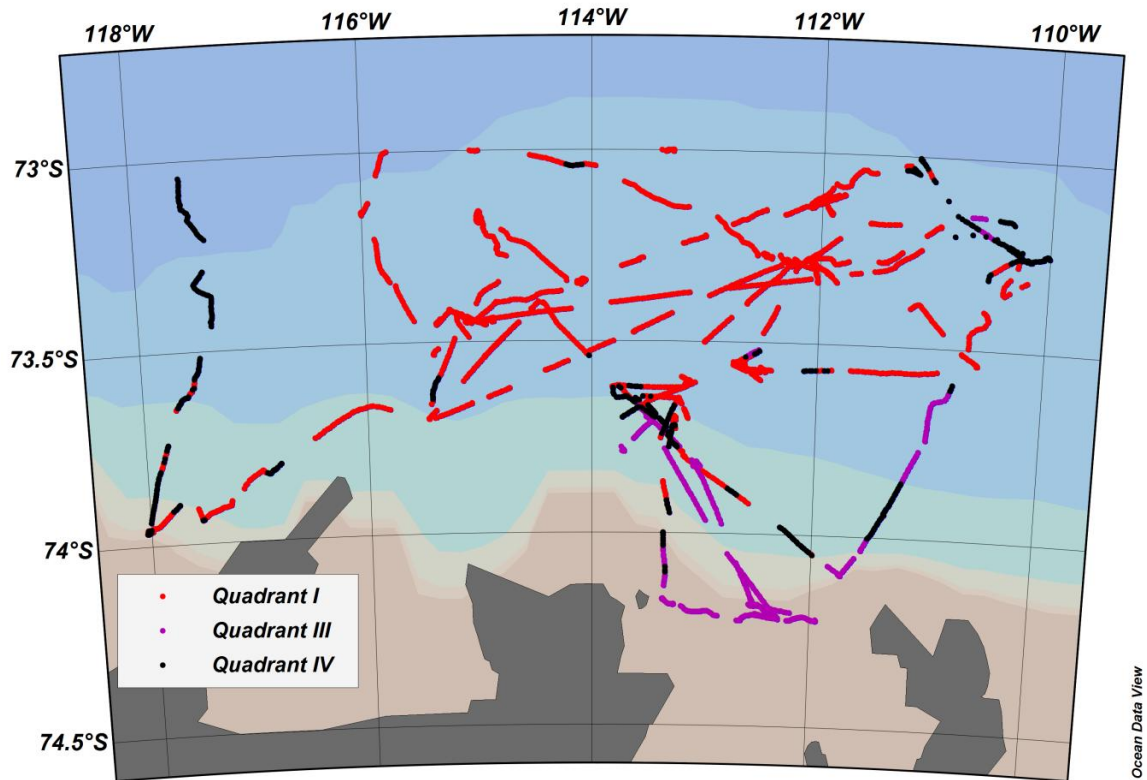 118°W
116°W
114°W
112°W
110°W
73°S
73.5°S
74°S
74.5°S
Quadrant I
Quadrant III
Quadrant IV
Ocean Data View